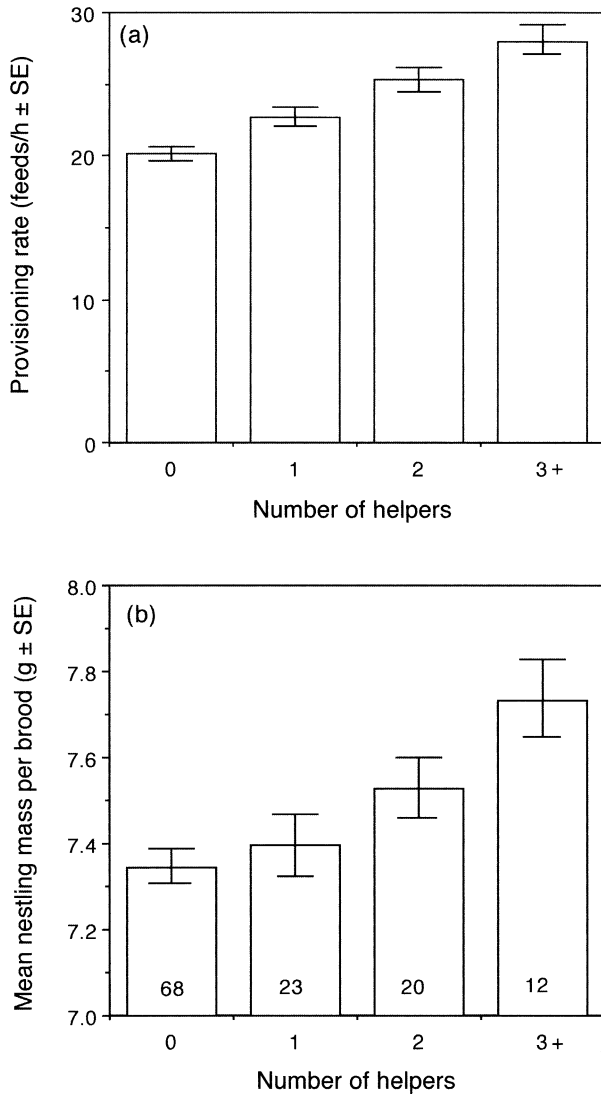 (a)
Provisioning rate (feeds/h ± SE)
30
20
10
0
0 1 2 3 +
Number of helpers
(b)
Mean nestling mass per brood (g ± SE)
8.0
7.8
7.6
7.4
7.2
7.0
68 23 20 12
0 1 2 3 +
Number of helpers